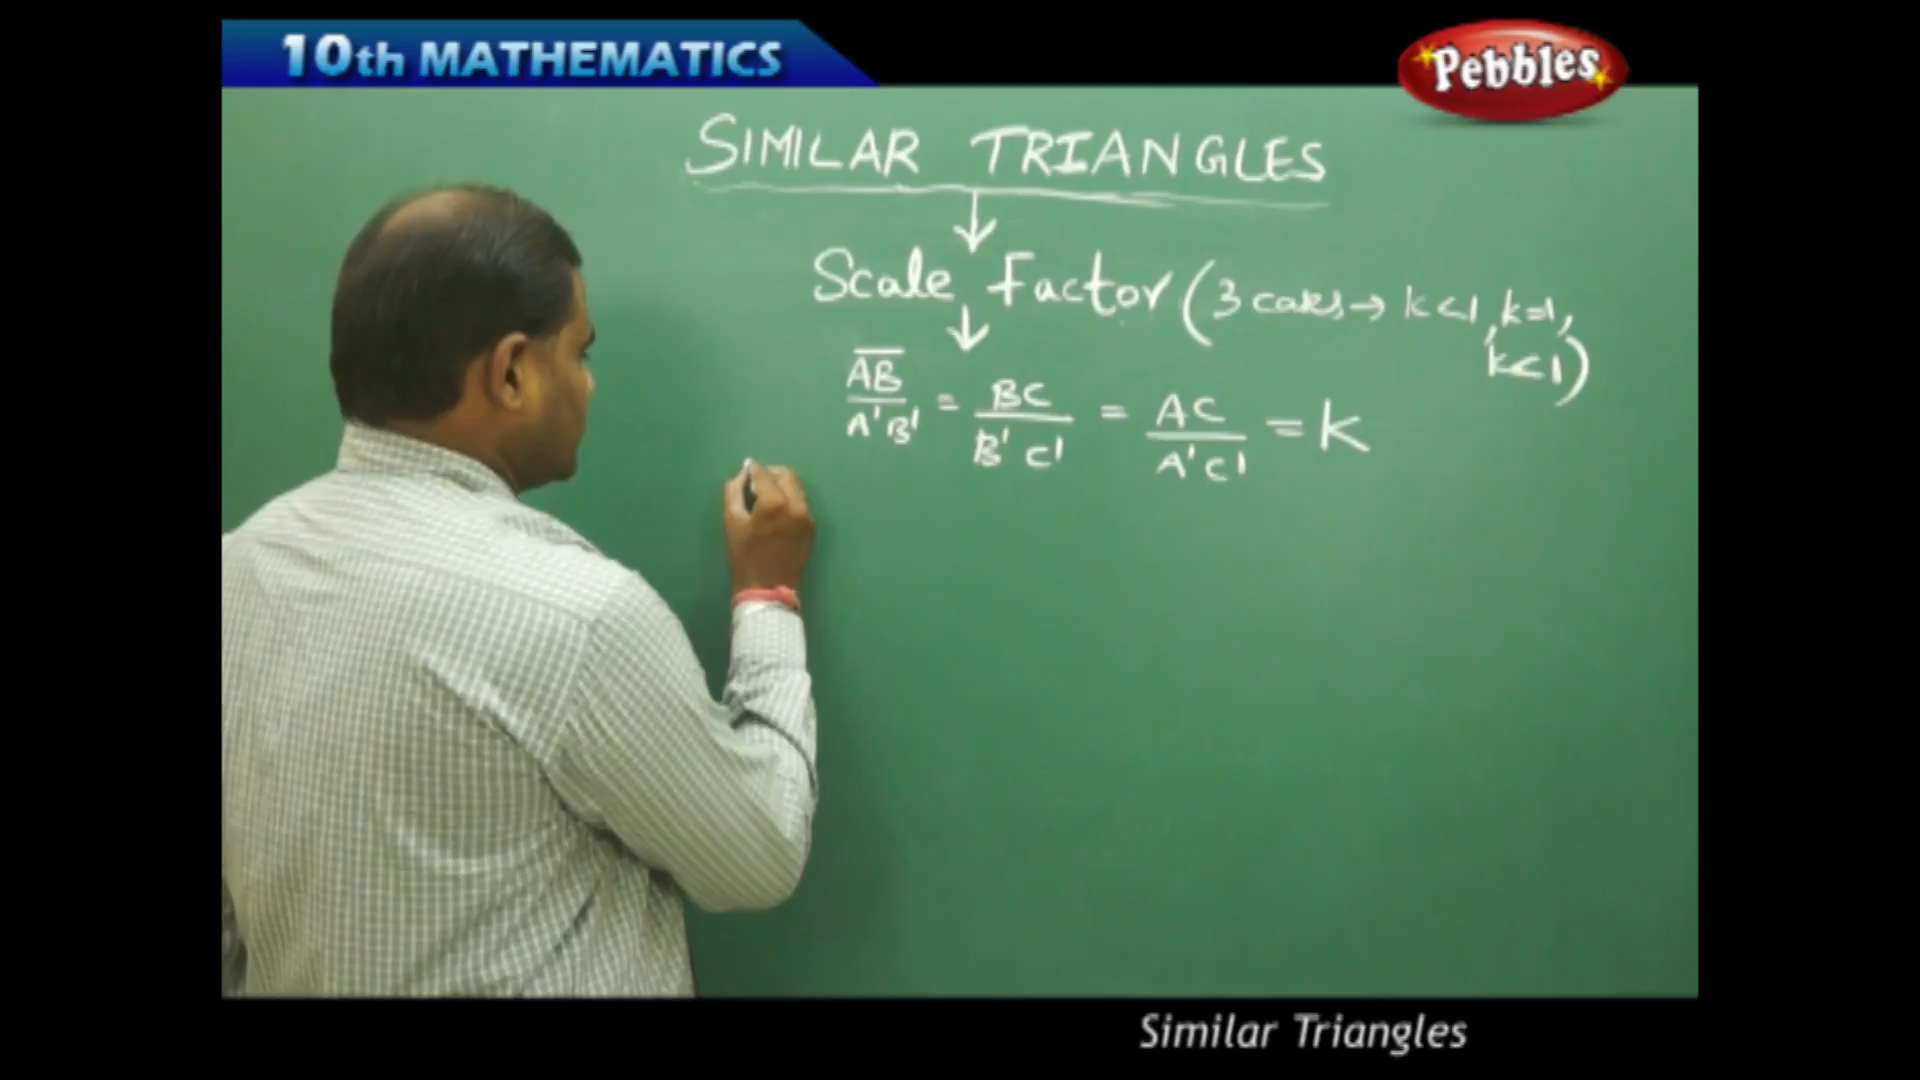 10th MATHEMATICS
Pebbles
SIMILAR TRIANGLES
Scale Factor (3 cases → k<1, k=1,
k<1)
AB/A'B' = BC/B'C' = AC/A'C' = K
Similar Triangles